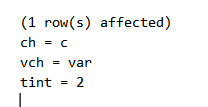 (1 row(s) affected)
ch = c
vch = var
tint = 2